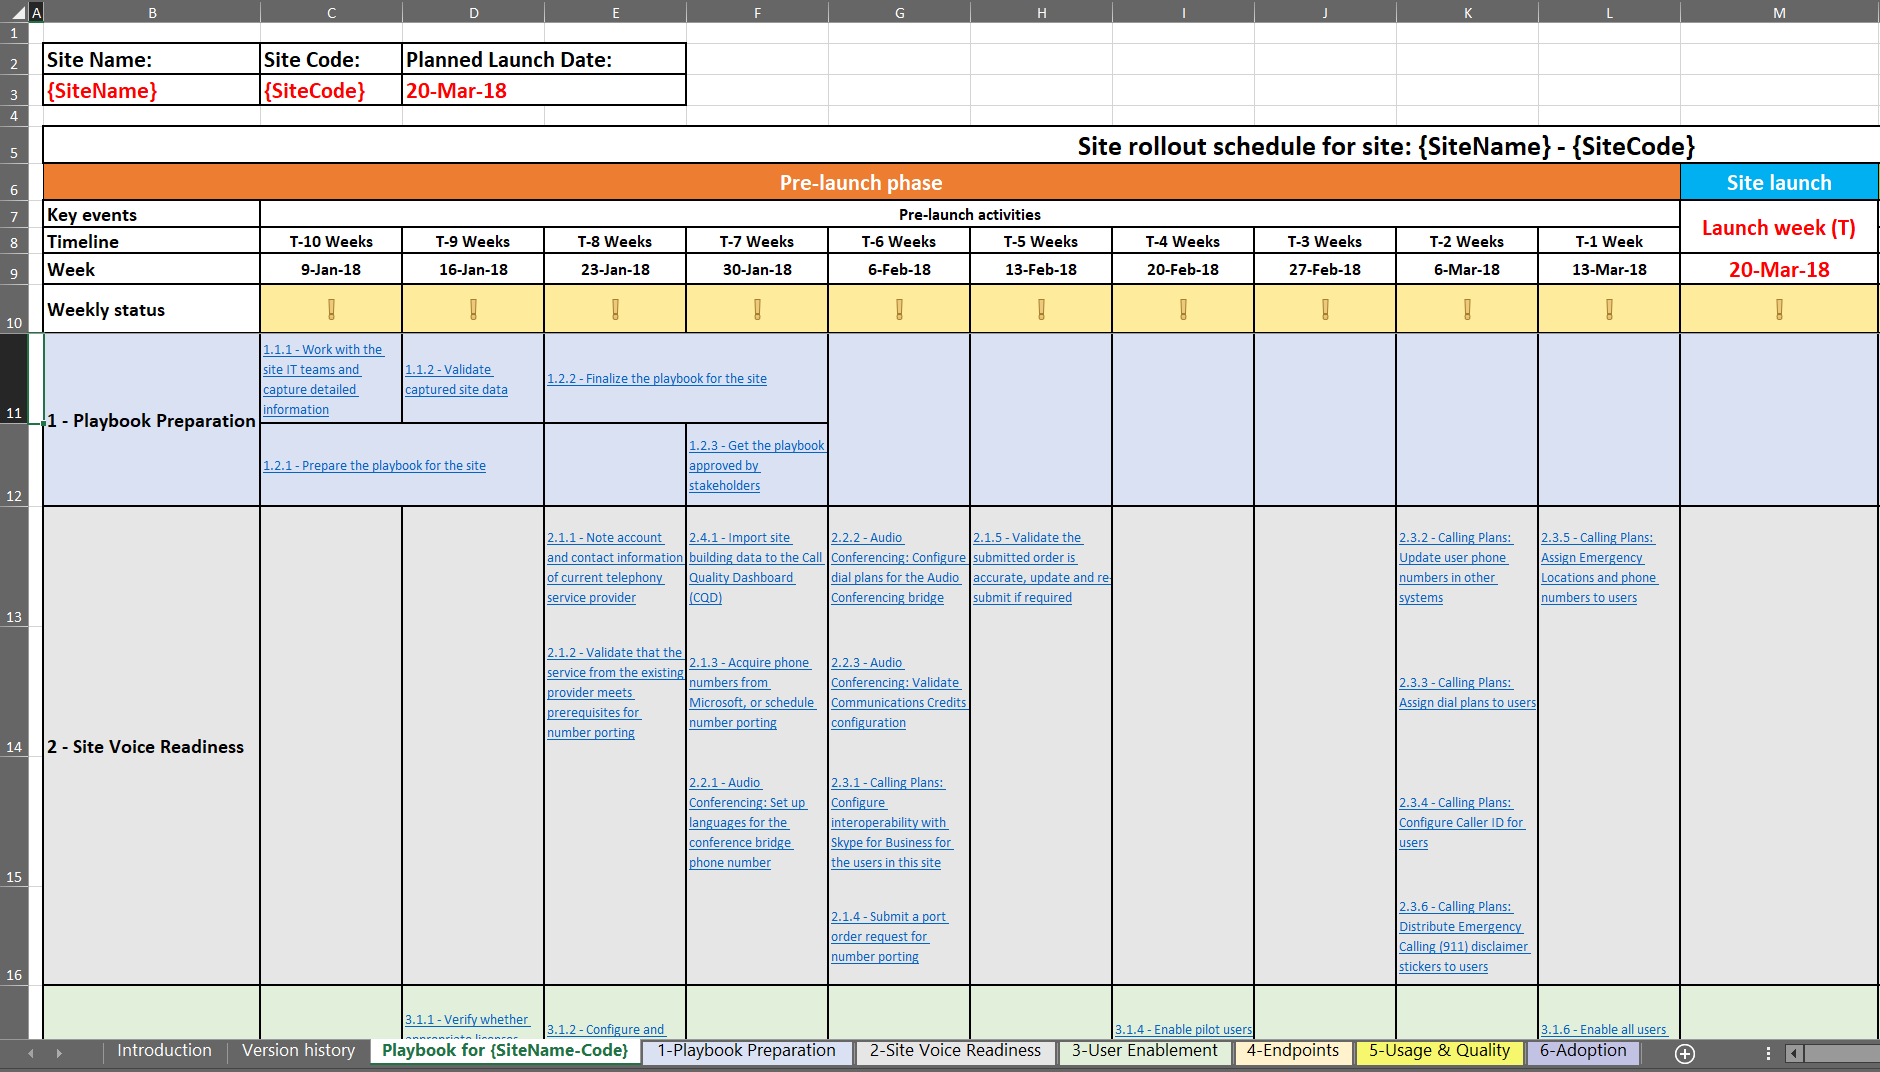 A B C D E F G H I J K L M
1
2 Site Name: Site Code: Planned Launch Date:
3 {SiteName} {SiteCode} 20-Mar-18
4
5 Site rollout schedule for site: {SiteName} - {SiteCode}
6 Pre-launch phase Site launch
7 Key events Pre-launch activities
Launch week (T)
8 Timeline T-10 Weeks T-9 Weeks T-8 Weeks T-7 Weeks T-6 Weeks T-5 Weeks T-4 Weeks T-3 Weeks T-2 Weeks T-1 Week
9 Week 9-Jan-18 16-Jan-18 23-Jan-18 30-Jan-18 6-Feb-18 13-Feb-18 20-Feb-18 27-Feb-18 6-Mar-18 13-Mar-18 20-Mar-18
10 Weekly status ! ! ! ! ! ! ! ! ! ! !
11
1 - Playbook Preparation
1.1.1 - Work with the
site IT teams and
capture detailed
information
1.1.2 - Validate
captured site data
1.2.2 - Finalize the playbook for the site
12
1.2.1 - Prepare the playbook for the site
1.2.3 - Get the playbook
approved by
stakeholders
13
2.1.1 - Note account
and contact information
of current telephony
service provider
2.4.1 - Import site
building data to the Call
Quality Dashboard
(CQD)
2.2.2 - Audio
Conferencing: Configure
dial plans for the Audio
Conferencing bridge
2.1.5 - Validate the
submitted order is
accurate, update and re-
submit if required
2.3.2 - Calling Plans:
Update user phone
numbers in other
systems
2.3.5 - Calling Plans:
Assign Emergency
Locations and phone
numbers to users
14
2 - Site Voice Readiness
2.1.2 - Validate that the
service from the existing
provider meets
prerequisites for
number porting
2.1.3 - Acquire phone
numbers from
Microsoft, or schedule
number porting
2.2.3 - Audio
Conferencing: Validate
Communications Credits
configuration
2.3.3 - Calling Plans:
Assign dial plans to users
15
2.2.1 - Audio
Conferencing: Set up
languages for the
conference bridge
phone number
2.3.1 - Calling Plans:
Configure
interoperability with
Skype for Business for
the users in this site
2.3.4 - Calling Plans:
Configure Caller ID for
users
16
2.1.4 - Submit a port
order request for
number porting
2.3.6 - Calling Plans:
Distribute Emergency
Calling (911) disclaimer
stickers to users
3.1.1 - Verify whether
appropriate licenses
3.1.2 - Configure and
3.1.4 - Enable pilot users
3.1.6 - Enable all users
Introduction Version history Playbook for {SiteName-Code} 1-Playbook Preparation 2-Site Voice Readiness 3-User Enablement 4-Endpoints 5-Usage & Quality 6-Adoption